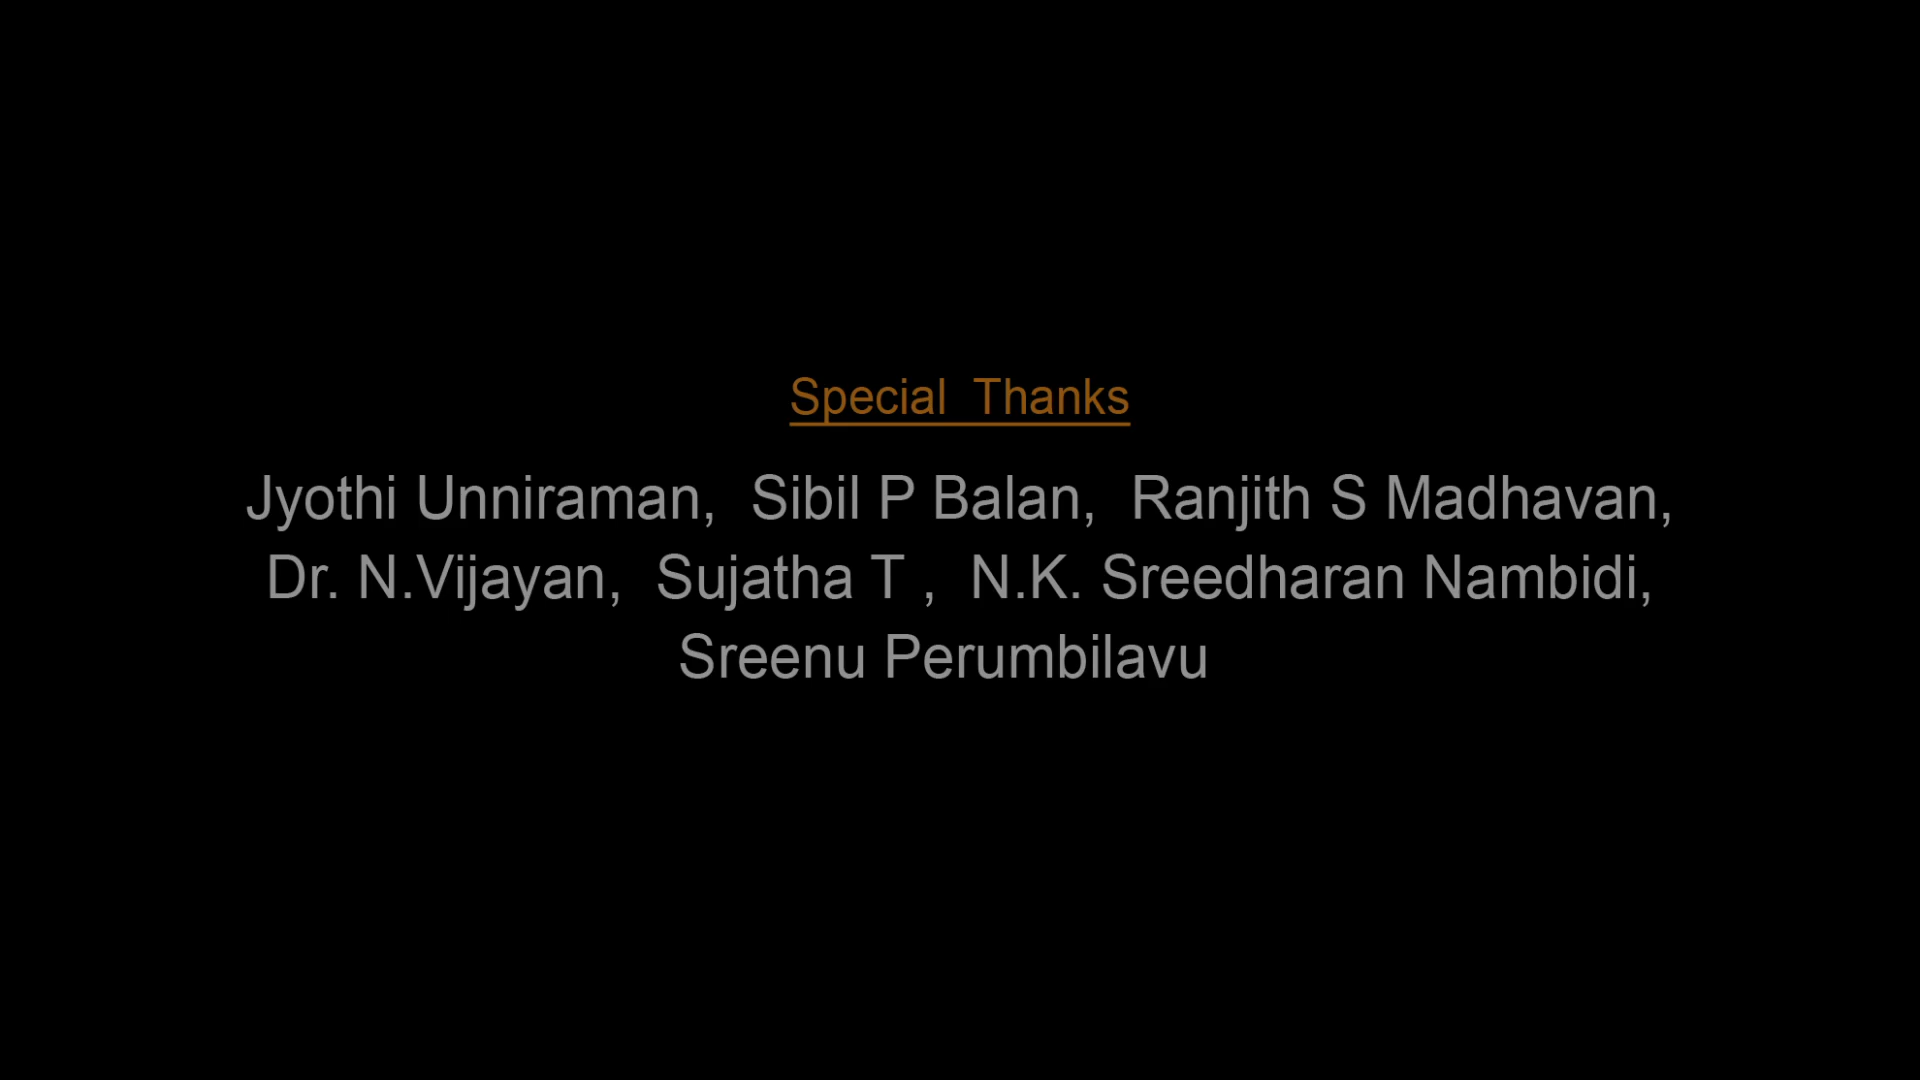 Special  Thanks
Jyothi Unniraman,  Sibil P Balan,  Ranjith S Madhavan,
Dr. N.Vijayan,  Sujatha T ,  N.K. Sreedharan Nambidi,
Sreenu Perumbilavu